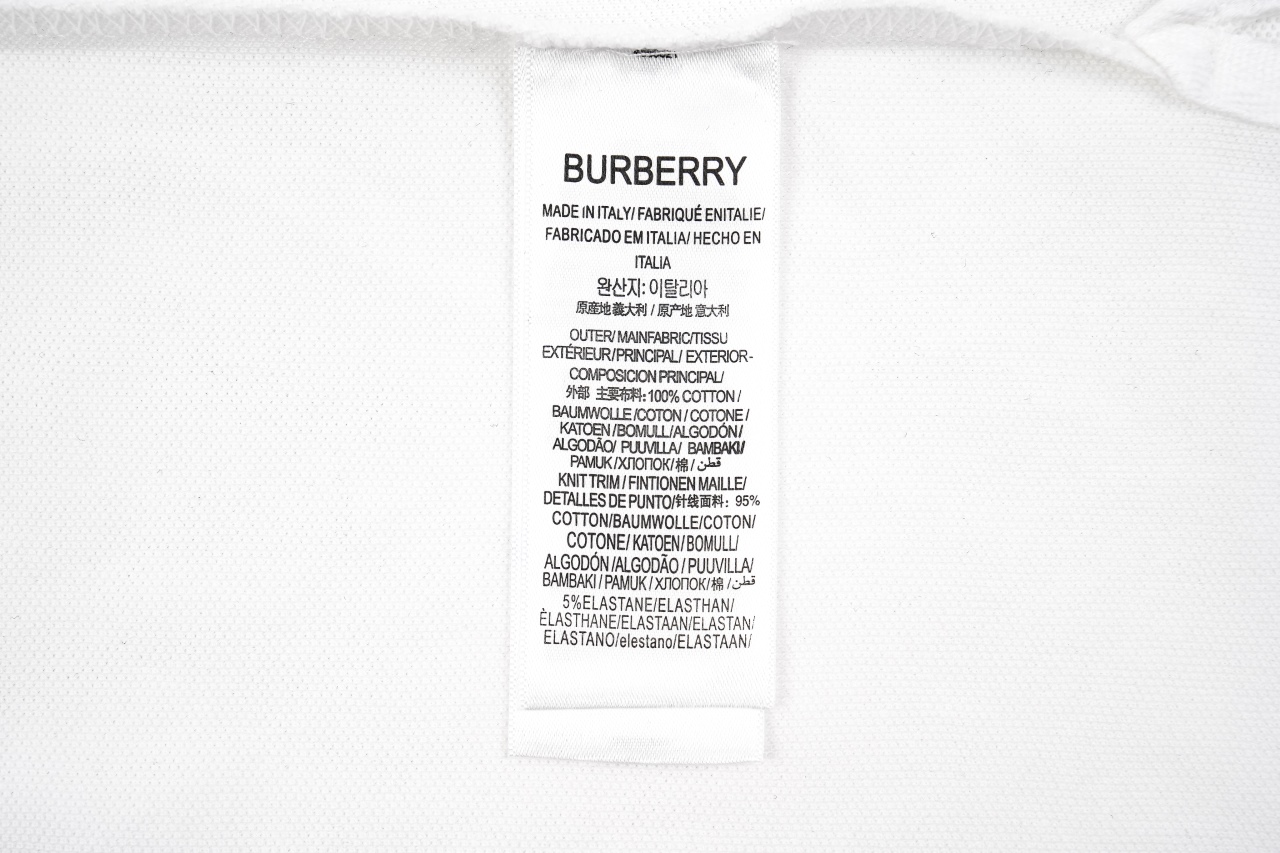 BURBERRY
MADE IN ITALY/ FABRIQUÉ ENITALIE/
FABRICADO EM ITALIA/ HECHO EN
ITALIA
완산지: 이탈리아
原産地義大利 / 原产地 意大利
OUTER/ MAINFABRIC/TISSU
EXTÉRIEUR/PRINCIPAL/ EXTERIOR-
COMPOSICION PRINCIPAL/
外部 主要布料: 100% COTTON /
BAUMWOLLE /COTON / COTONE /
KATOEN /BOMULL/ALGODÓN/
ALGODÃO/ PUUVILLA/ BAMBAKI/
PAMUK /ХЛОПОК/ 棉 / قطن
KNIT TRIM / FINTIONEN MAILLE/
DETALLES DE PUNTO/针线面料: 95%
COTTON/BAUMWOLLE/COTON/
COTONE/ KATOEN/ BOMULL/
ALGODÓN /ALGODÃO / PUUVILLA/
BAMBAKI / PAMUK / ХЛОПОК/ 棉 / قطن
5%ELASTANE/ELASTHAN/
ÈLASTHANE/ELASTAAN/ELASTAN/
ELASTANO/elestano/ELASTAAN/